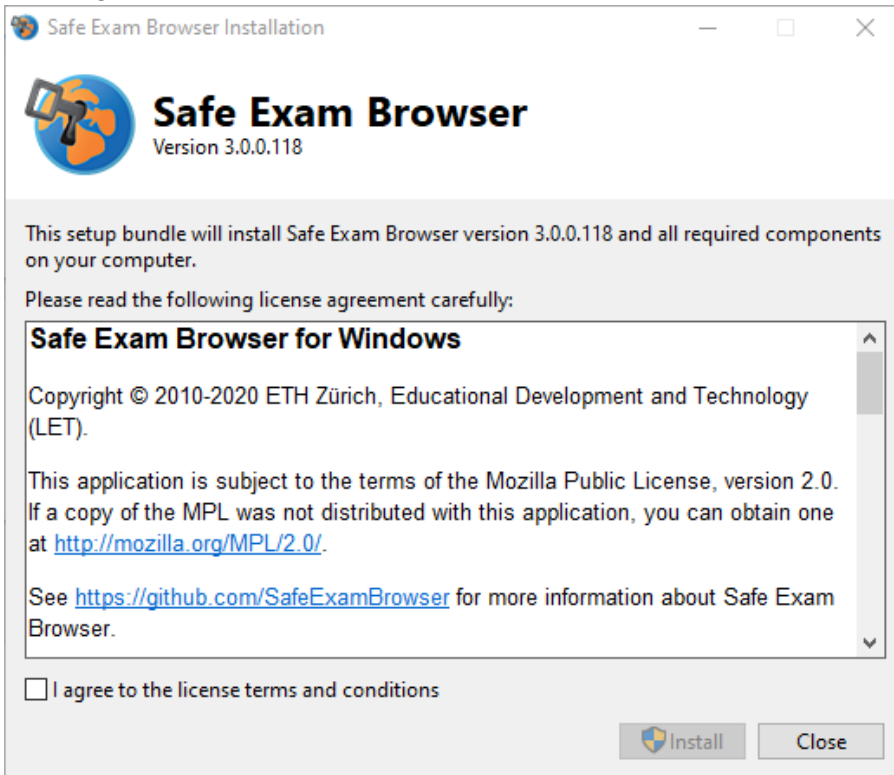 Safe Exam Browser Installation
Safe Exam Browser
Version 3.0.0.118
This setup bundle will install Safe Exam Browser version 3.0.0.118 and all required components
on your computer.
Please read the following license agreement carefully:
Safe Exam Browser for Windows
Copyright © 2010-2020 ETH Zürich, Educational Development and Technology
(LET).
This application is subject to the terms of the Mozilla Public License, version 2.0.
If a copy of the MPL was not distributed with this application, you can obtain one
at http://mozilla.org/MPL/2.0/.
See https://github.com/SafeExamBrowser for more information about Safe Exam
Browser.
I agree to the license terms and conditions
Install
Close